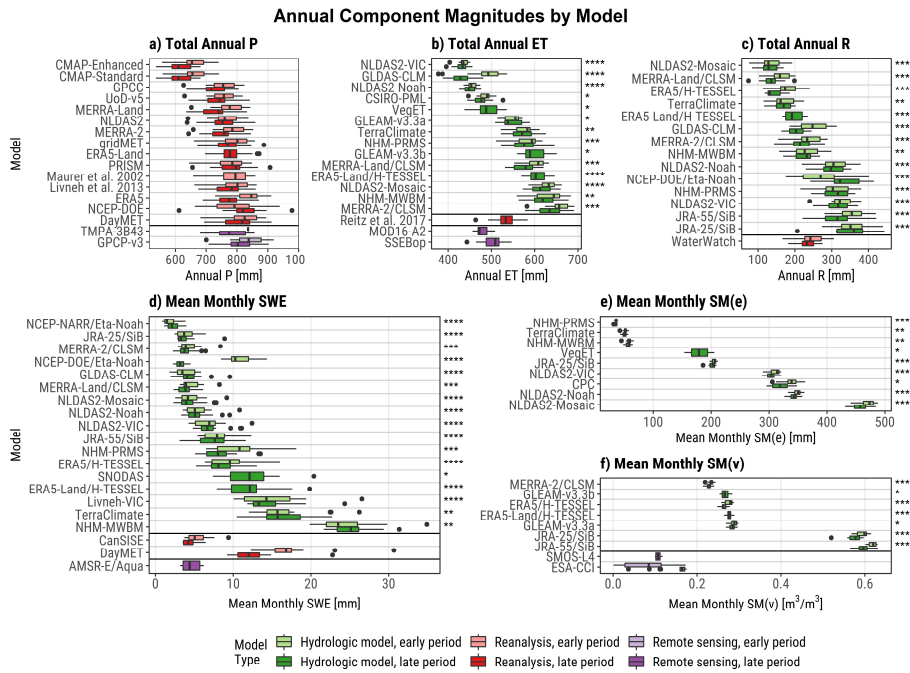 Annual Component Magnitudes by Model
a) Total Annual P
Model
CMAP-Enhanced
CMAP-Standard
GPCC
UoD-v5
MERRA-Land
NLDAS2
MERRA-2
gridMET
ERA5-Land
PRISM
Maurer et al. 2002
Livneh et al. 2013
ERA5
NCEP-DOE
DayMET
TMPA 3B43
GPCP-v3
600 700 800 900 1000
Annual P [mm]
b) Total Annual ET
NLDAS2-VIC ****
GLDAS-CLM ****
NLDAS2 Noah ****
CSIRO-PML *
VegET *
GLEAM-v3.3a *
TerraClimate **
NHM-PRMS ***
GLEAM-v3.3b *
MERRA-Land/CLSM ***
ERA5-Land/H-TESSEL ****
NLDAS2-Mosaic ****
NHM-MWBM **
MERRA-2/CLSM ***
Reitz et al. 2017
MOD16-A2
SSEBop
400 500 600 700
Annual ET [mm]
c) Total Annual R
NLDAS2-Mosaic ***
MERRA-Land/CLSM ***
ERA5/H-TESSEL ***
TerraClimate **
ERA5 Land/H TESSEL ***
GLDAS-CLM ***
MERRA-2/CLSM ***
NHM-MWBM **
NLDAS2-Noah ***
NCEP-DOE/Eta-Noah ***
NHM-PRMS ***
NLDAS2-VIC ***
JRA-55/SiB ***
JRA-25/SiB ***
WaterWatch
100 200 300 400
Annual R [mm]
d) Mean Monthly SWE
Model
NCEP-NARR/Eta-Noah ****
JRA-25/SiB ****
MERRA-2/CLSM ***
NCEP-DOE/Eta-Noah ****
GLDAS-CLM ****
MERRA-Land/CLSM ***
NLDAS2-Mosaic ****
NLDAS2-Noah ****
NLDAS2-VIC ****
JRA-55/SiB ****
NHM-PRMS ***
ERA5/H-TESSEL ****
SNODAS *
ERA5-Land/H-TESSEL ****
Livneh-VIC ****
TerraClimate **
NHM-MWBM **
CanSISE
DayMET
AMSR-E/Aqua
0 10 20 30
Mean Monthly SWE [mm]
e) Mean Monthly SM(e)
NHM-PRMS ***
TerraClimate **
NHM-MWBM **
VegET *
JRA-25/SiB ***
NLDAS2-VIC ***
CPC *
NLDAS2-Noah ***
NLDAS2-Mosaic ***
100 200 300 400 500
Mean Monthly SM(e) [mm]
f) Mean Monthly SM(v)
MERRA-2/CLSM ***
GLEAM-v3.3b *
ERA5/H-TESSEL ***
ERA5-Land/H-TESSEL ***
GLEAM-v3.3a *
JRA-25/SiB ***
JRA-55/SiB ***
SMOS-L4
ESA-CCI
0.0 0.2 0.4 0.6
Mean Monthly SM(v) [m³/m³]
Model Type
Hydrologic model, early period
Hydrologic model, late period
Reanalysis, early period
Reanalysis, late period
Remote sensing, early period
Remote sensing, late period